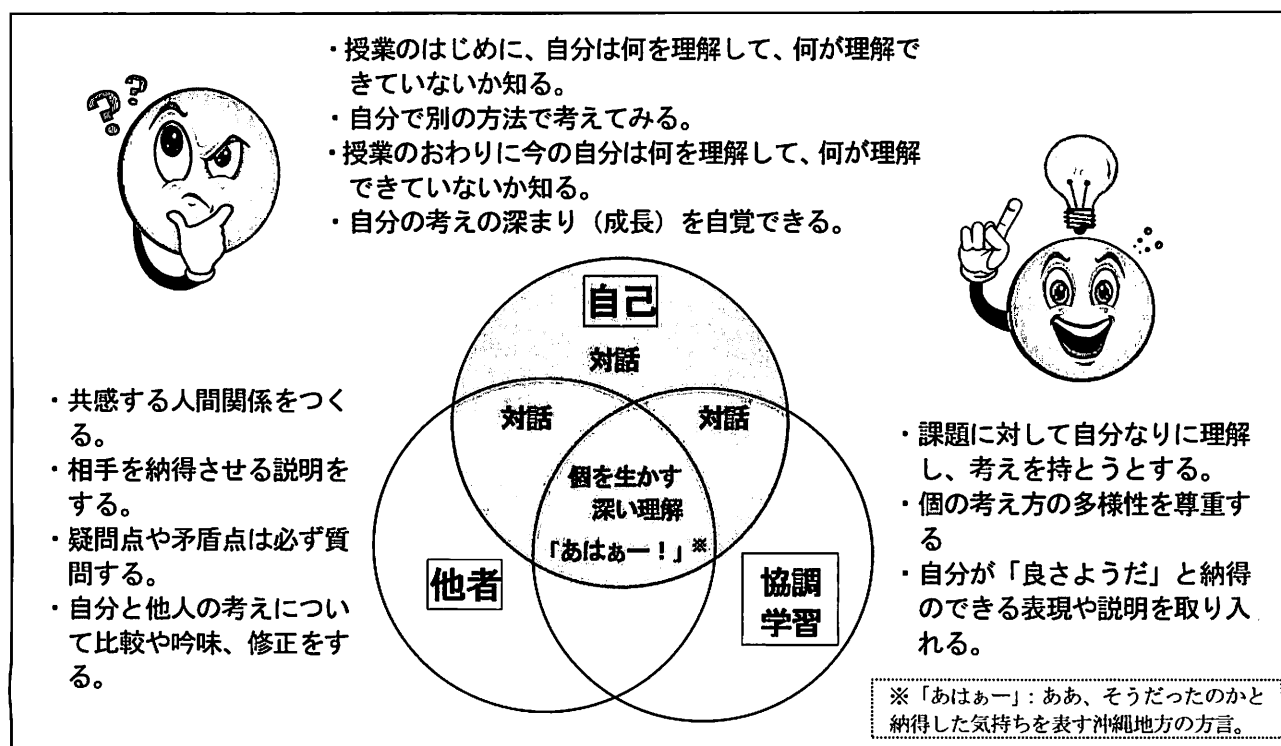 ??
?
・授業のはじめに、自分は何を理解して、何が理解で
きていないか知る。
・自分で別の方法で考えてみる。
・授業のおわりに今の自分は何を理解して、何が理解
できていないか知る。
・自分の考えの深まり（成長）を自覚できる。
自己
対話
対話
対話
個を生かす
深い理解
「あはぁー！」※
他者
協調
学習
・共感する人間関係をつく
る。
・相手を納得させる説明を
する。
・疑問点や矛盾点は必ず質
問する。
・自分と他人の考えについ
て比較や吟味、修正をす
る。
・課題に対して自分なりに理解
し、考えを持とうとする。
・個の考え方の多様性を尊重す
る
・自分が「良さようだ」と納得
のできる表現や説明を取り入
れる。
※「あはぁー」：ああ、そうだったのかと
納得した気持ちを表す沖縄地方の方言。